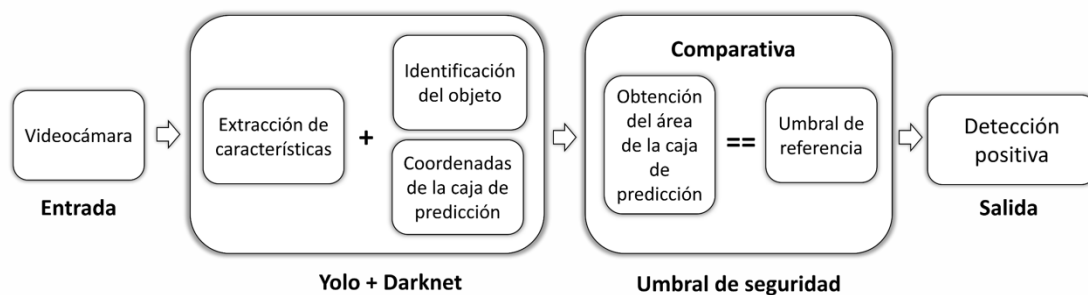 Videocámara
Entrada
Extracción de
características
+
Identificación
del objeto
Coordenadas
de la caja de
predicción
Yolo + Darknet
Comparativa
Obtención
del área
de la caja
de
predicción
==
Umbral de
referencia
Umbral de seguridad
Detección
positiva
Salida